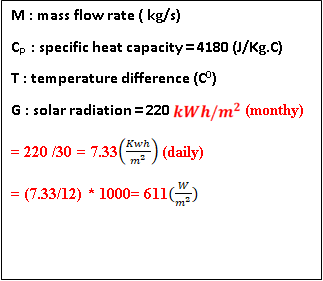 M : mass flow rate ( kg/s)
Cₚ : specific heat capacity = 4180 (J/Kg.C)
T : temperature difference (C⁰)
G : solar radiation = 220 kWh/m² (monthy)
= 220 /30 = 7.33(Kwh/m²) (daily)
= (7.33/12) * 1000= 611(W/m²)